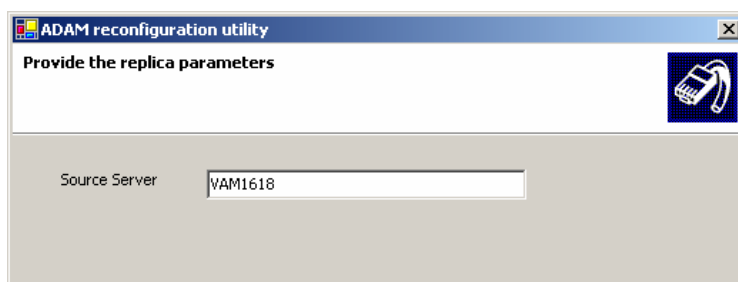 ADAM reconfiguration utility
Provide the replica parameters
Source Server VAM1618